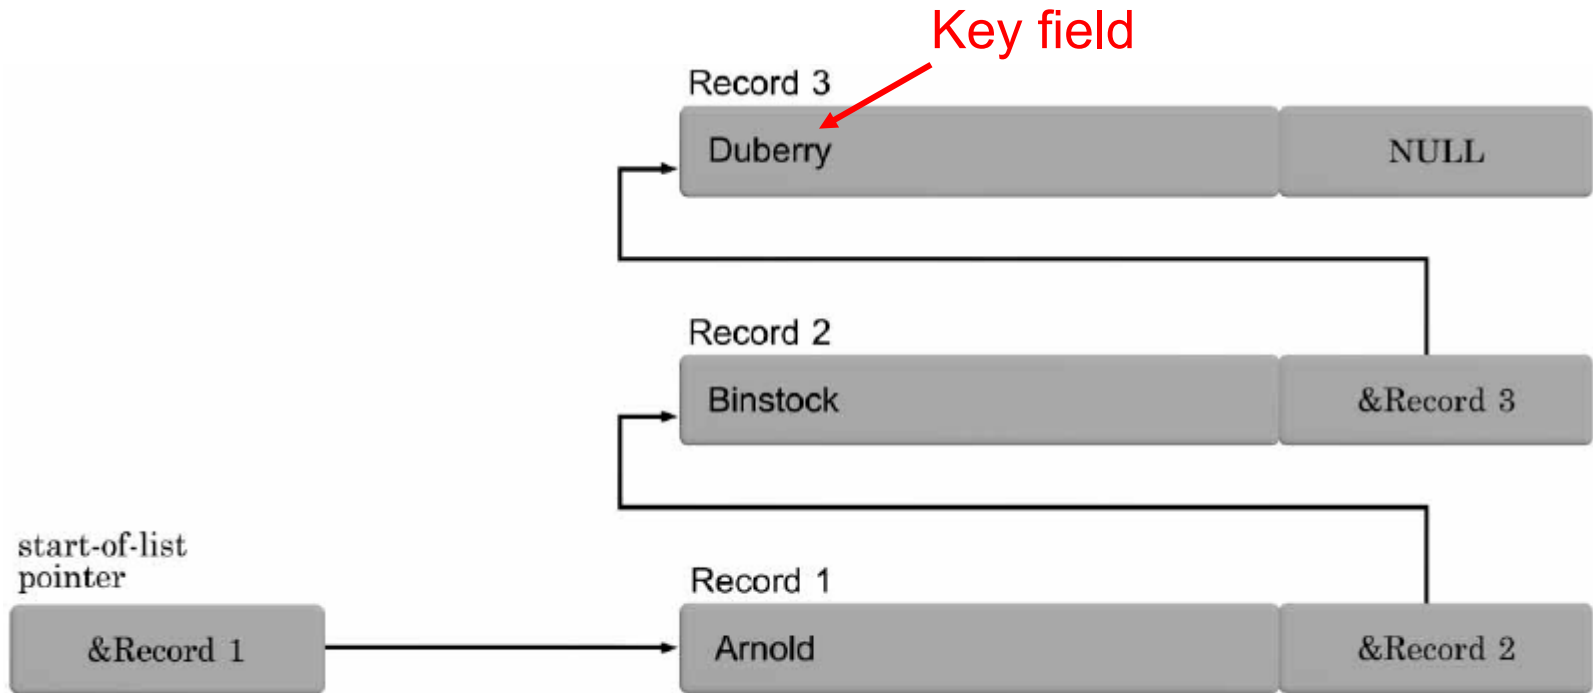 Key field
Record 3
Duberry
NULL
Record 2
Binstock
&Record 3
start-of-list
pointer
&Record 1
Record 1
Arnold
&Record 2